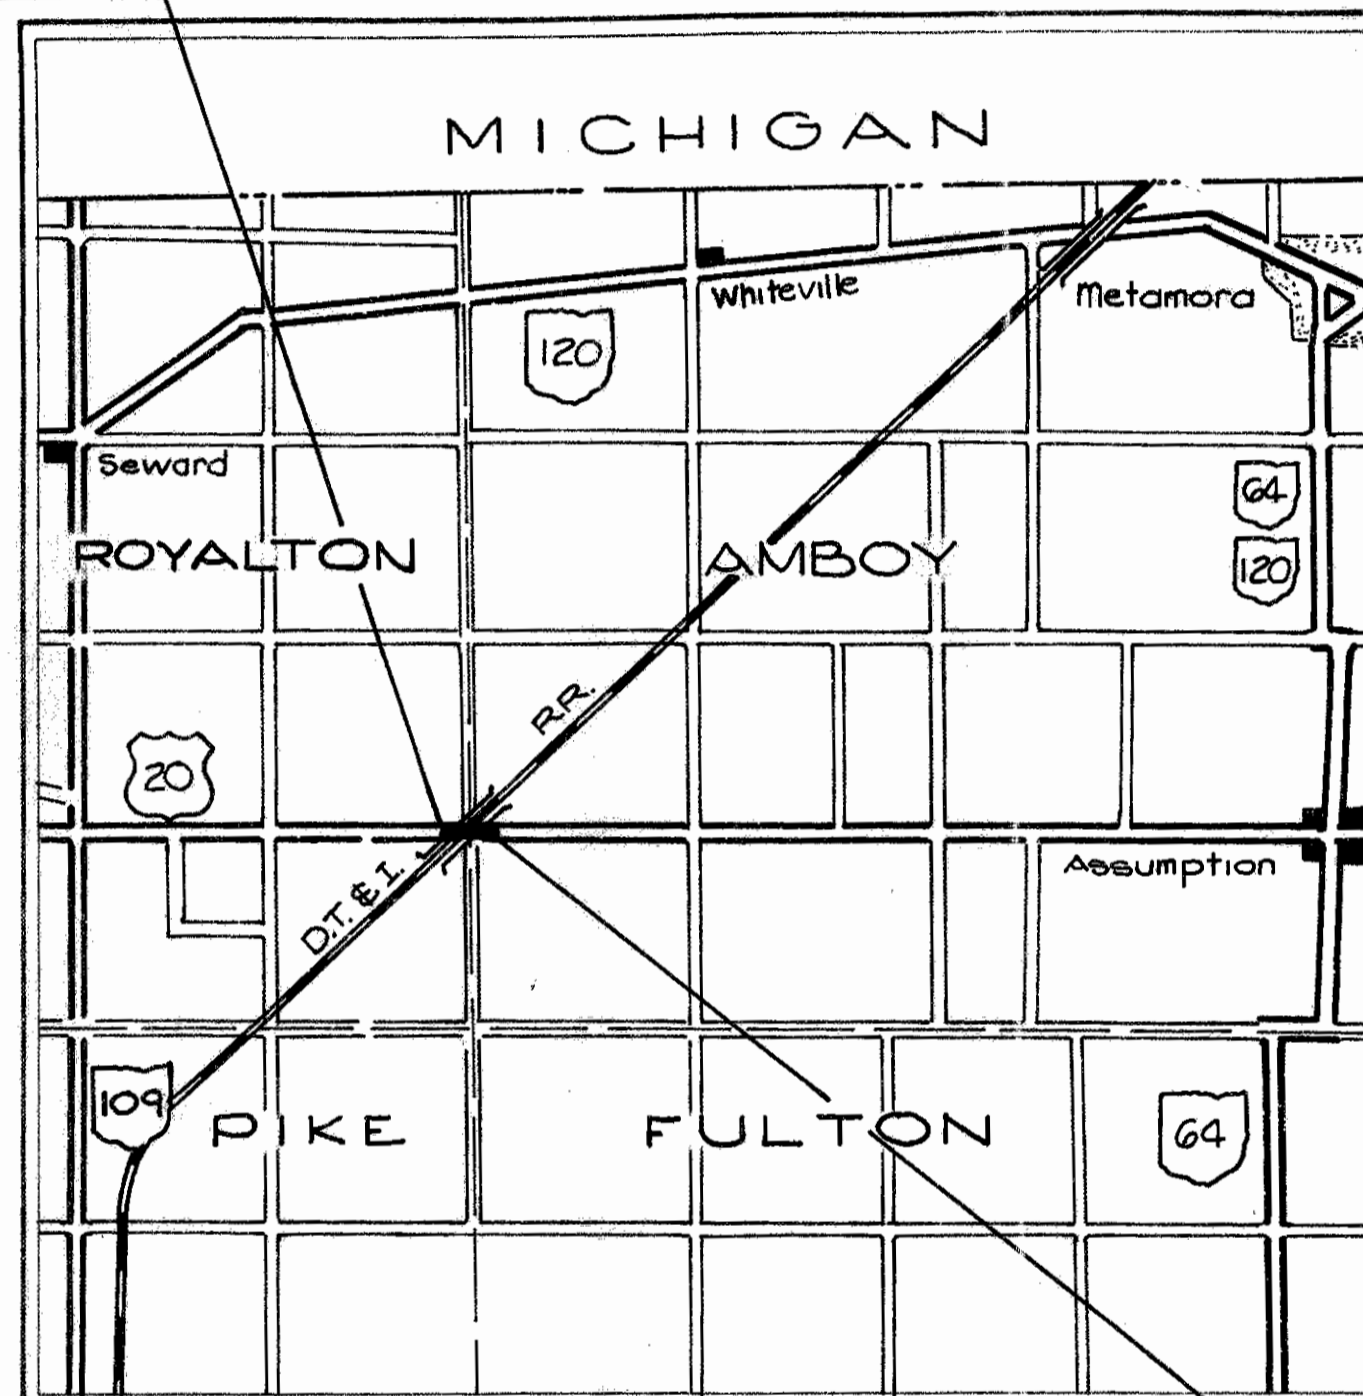 MICHIGAN
Whiteville
Metamora
120
Seward
64
ROYALTON
AMBOY
120
R.R.
20
D.T. & I.
Assumption
109
PIKE
FULTON
64